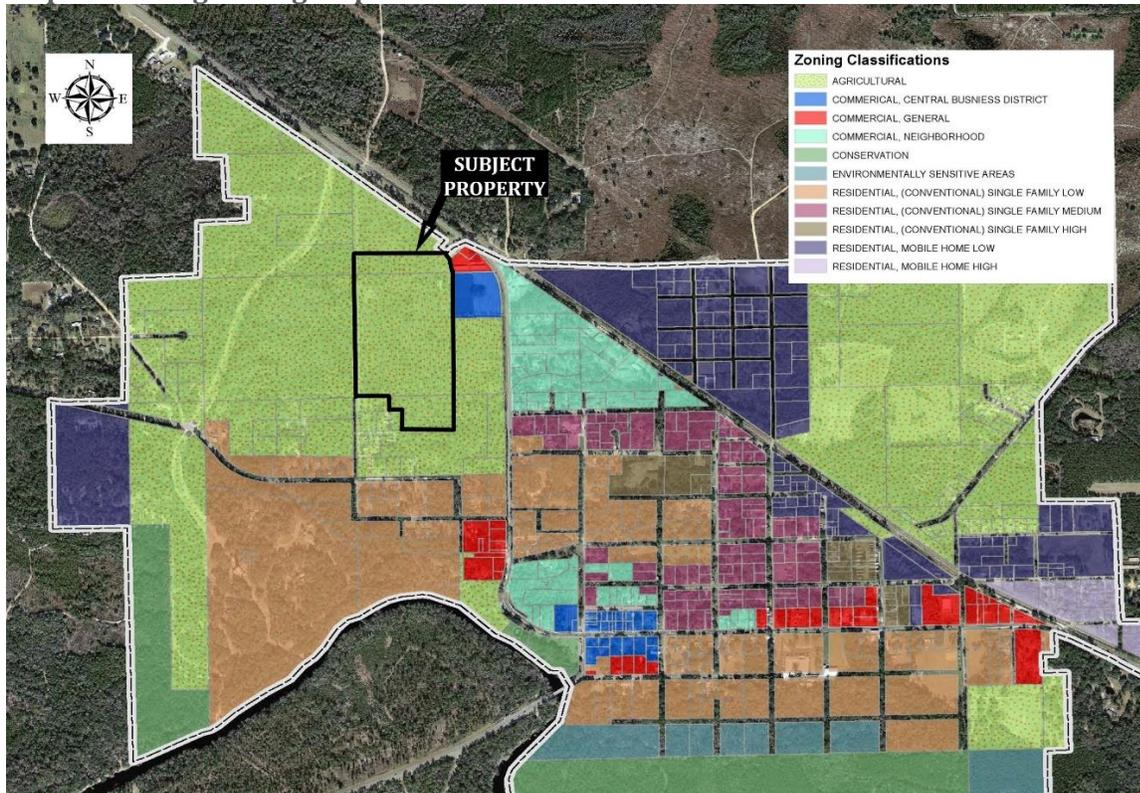 N
W E
S
SUBJECT
PROPERTY
Zoning Classifications
AGRICULTURAL
COMMERICAL, CENTRAL BUSNIESS DISTRICT
COMMERCIAL, GENERAL
COMMERCIAL, NEIGHBORHOOD
CONSERVATION
ENVIRONMENTALLY SENSITIVE AREAS
RESIDENTIAL, (CONVENTIONAL) SINGLE FAMILY LOW
RESIDENTIAL, (CONVENTIONAL) SINGLE FAMILY MEDIUM
RESIDENTIAL, (CONVENTIONAL) SINGLE FAMILY HIGH
RESIDENTIAL, MOBILE HOME LOW
RESIDENTIAL, MOBILE HOME HIGH